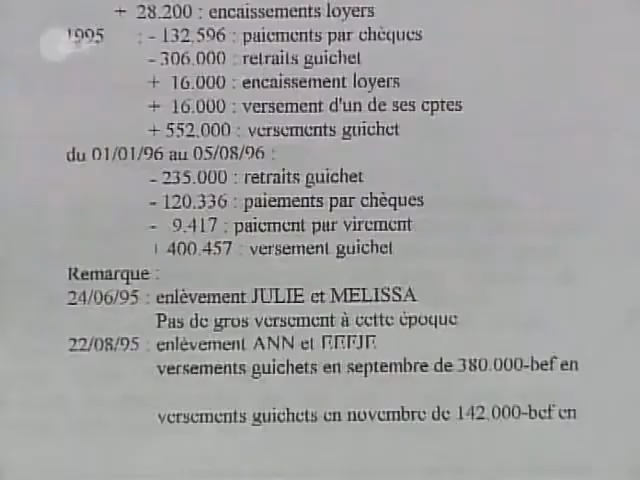 + 28.200 : encaissements loyers
1995 : - 132.596 : paiements par chèques
- 306.000 : retraits guichet
+ 16.000 : encaissement loyers
+ 16.000 : versement d'un de ses cptes
+ 552.000 : versements guichet
du 01/01/96 au 05/08/96 :
- 235.000 : retraits guichet
- 120.336 : paiements par chèques
- 9.417 : paiement par virement
+ 400.457 : versement guichet
Remarque :
24/06/95 : enlèvement JULIE et MELISSA
Pas de gros versement à cette époque
22/08/95 : enlèvement ANN et EEFJE
versements guichets en septembre de 380.000-bef en
versements guichets en novembre de 142.000-bef en